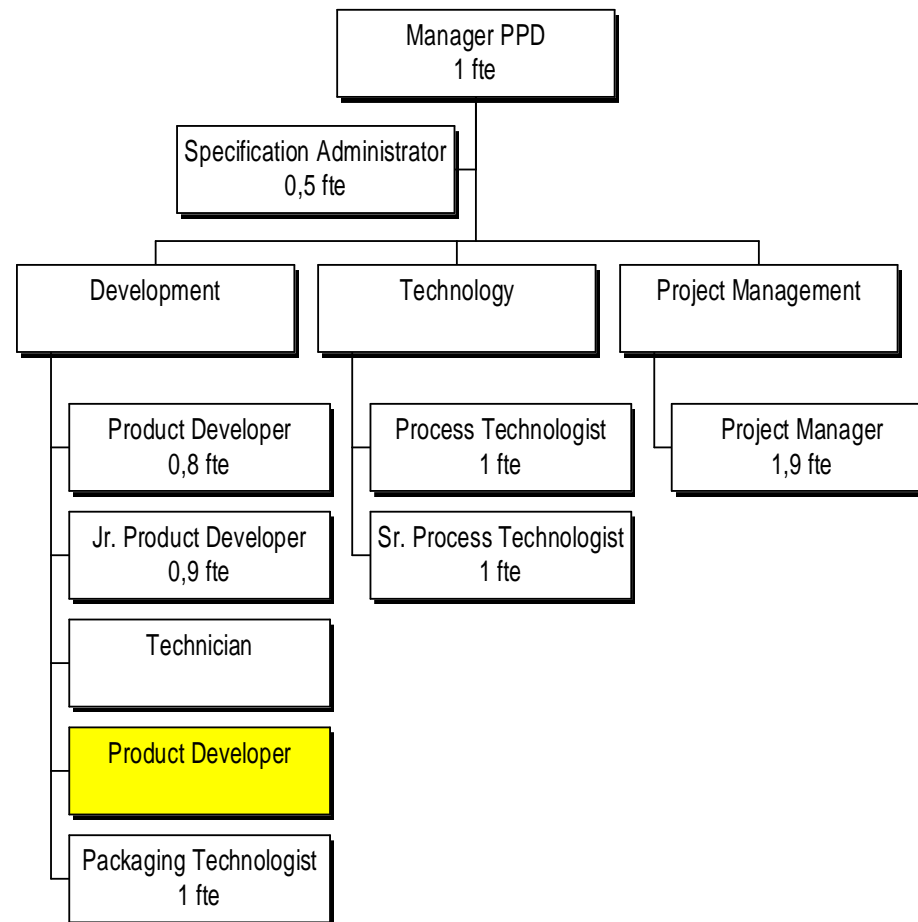 Manager PPD
1 fte
Specification Administrator
0,5 fte
Development
Technology
Project Management
Product Developer
0,8 fte
Jr. Product Developer
0,9 fte
Technician
Product Developer
Packaging Technologist
1 fte
Process Technologist
1 fte
Sr. Process Technologist
1 fte
Project Manager
1,9 fte